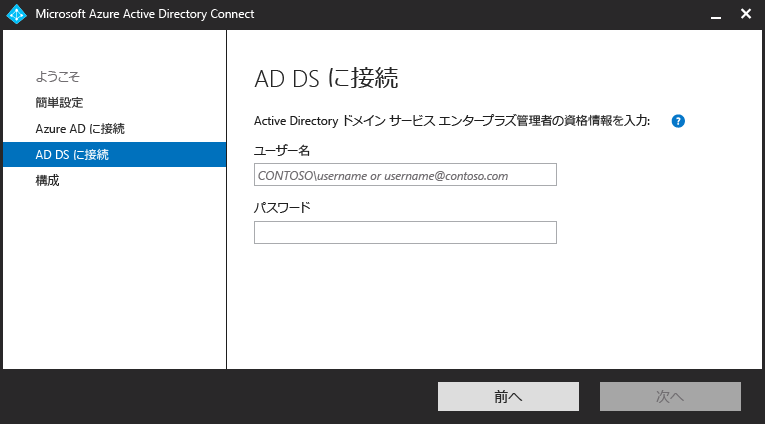 Microsoft Azure Active Directory Connect
ようこそ
簡単設定
Azure AD に接続
AD DS に接続
構成
AD DS に接続
Active Directory ドメイン サービス エンタープラズ管理者の資格情報を入力:
?
ユーザー名
CONTOSO\username or username@contoso.com
パスワード
前へ
次へ